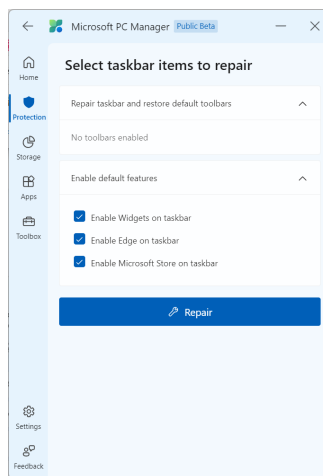 Microsoft PC Manager Public Beta
Home
Protection
Storage
Apps
Toolbox
Settings
Feedback
Select taskbar items to repair
Repair taskbar and restore default toolbars
No toolbars enabled
Enable default features
Enable Widgets on taskbar
Enable Edge on taskbar
Enable Microsoft Store on taskbar
Repair